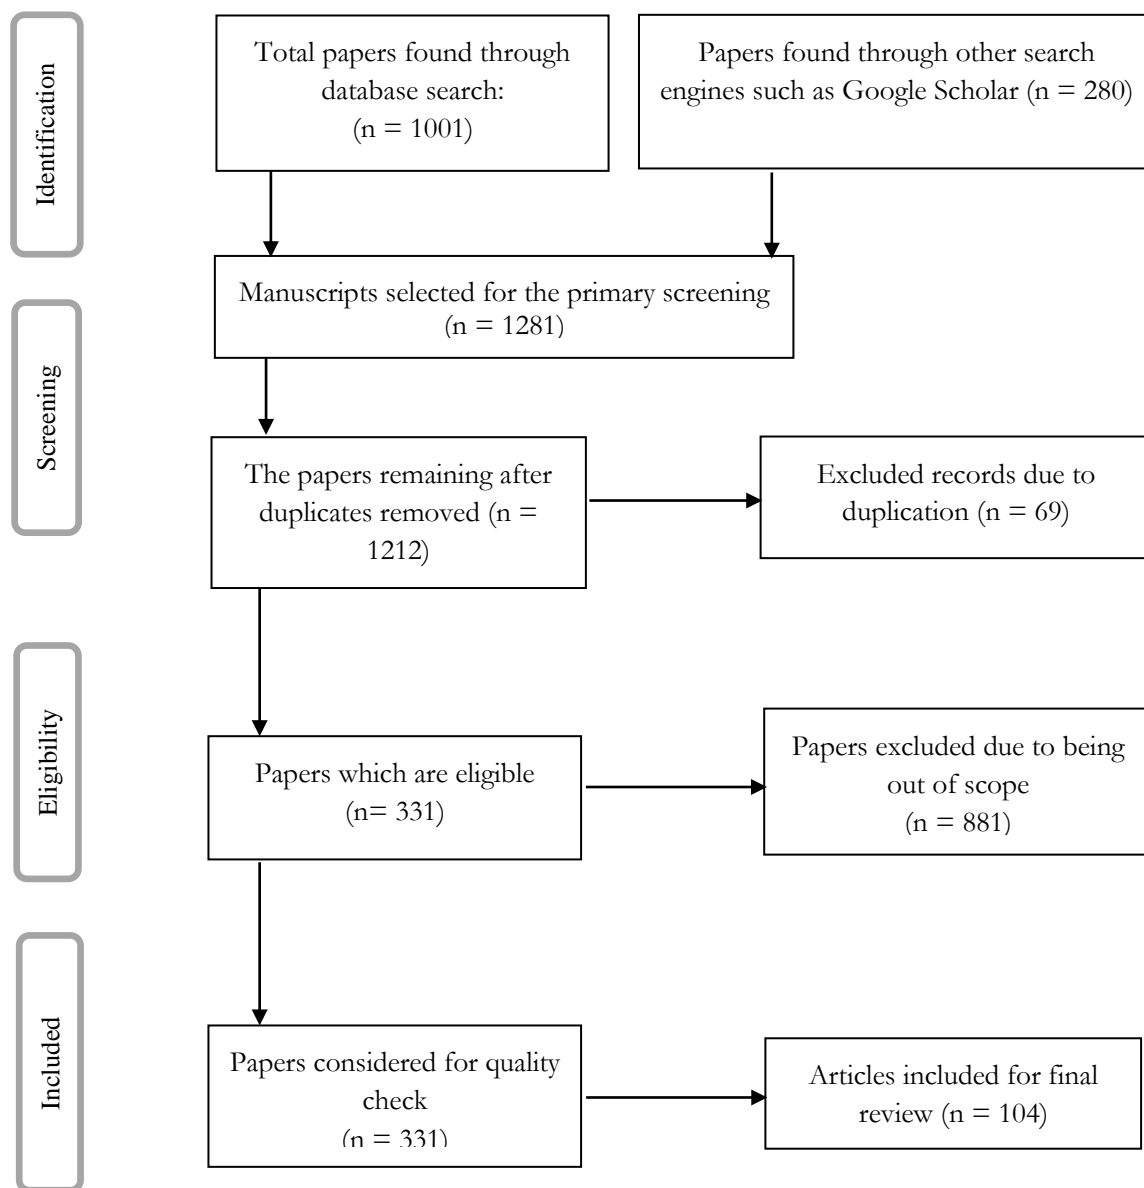 Identification
Total papers found through
database search:
(n = 1001)
Papers found through other search
engines such as Google Scholar (n = 280)
Manuscripts selected for the primary screening
(n = 1281)
Screening
The papers remaining after
duplicates removed (n =
1212)
Excluded records due to
duplication (n = 69)
Eligibility
Papers which are eligible
(n= 331)
Papers excluded due to being
out of scope
(n = 881)
Included
Papers considered for quality
check
(n = 331)
Articles included for final
review (n = 104)